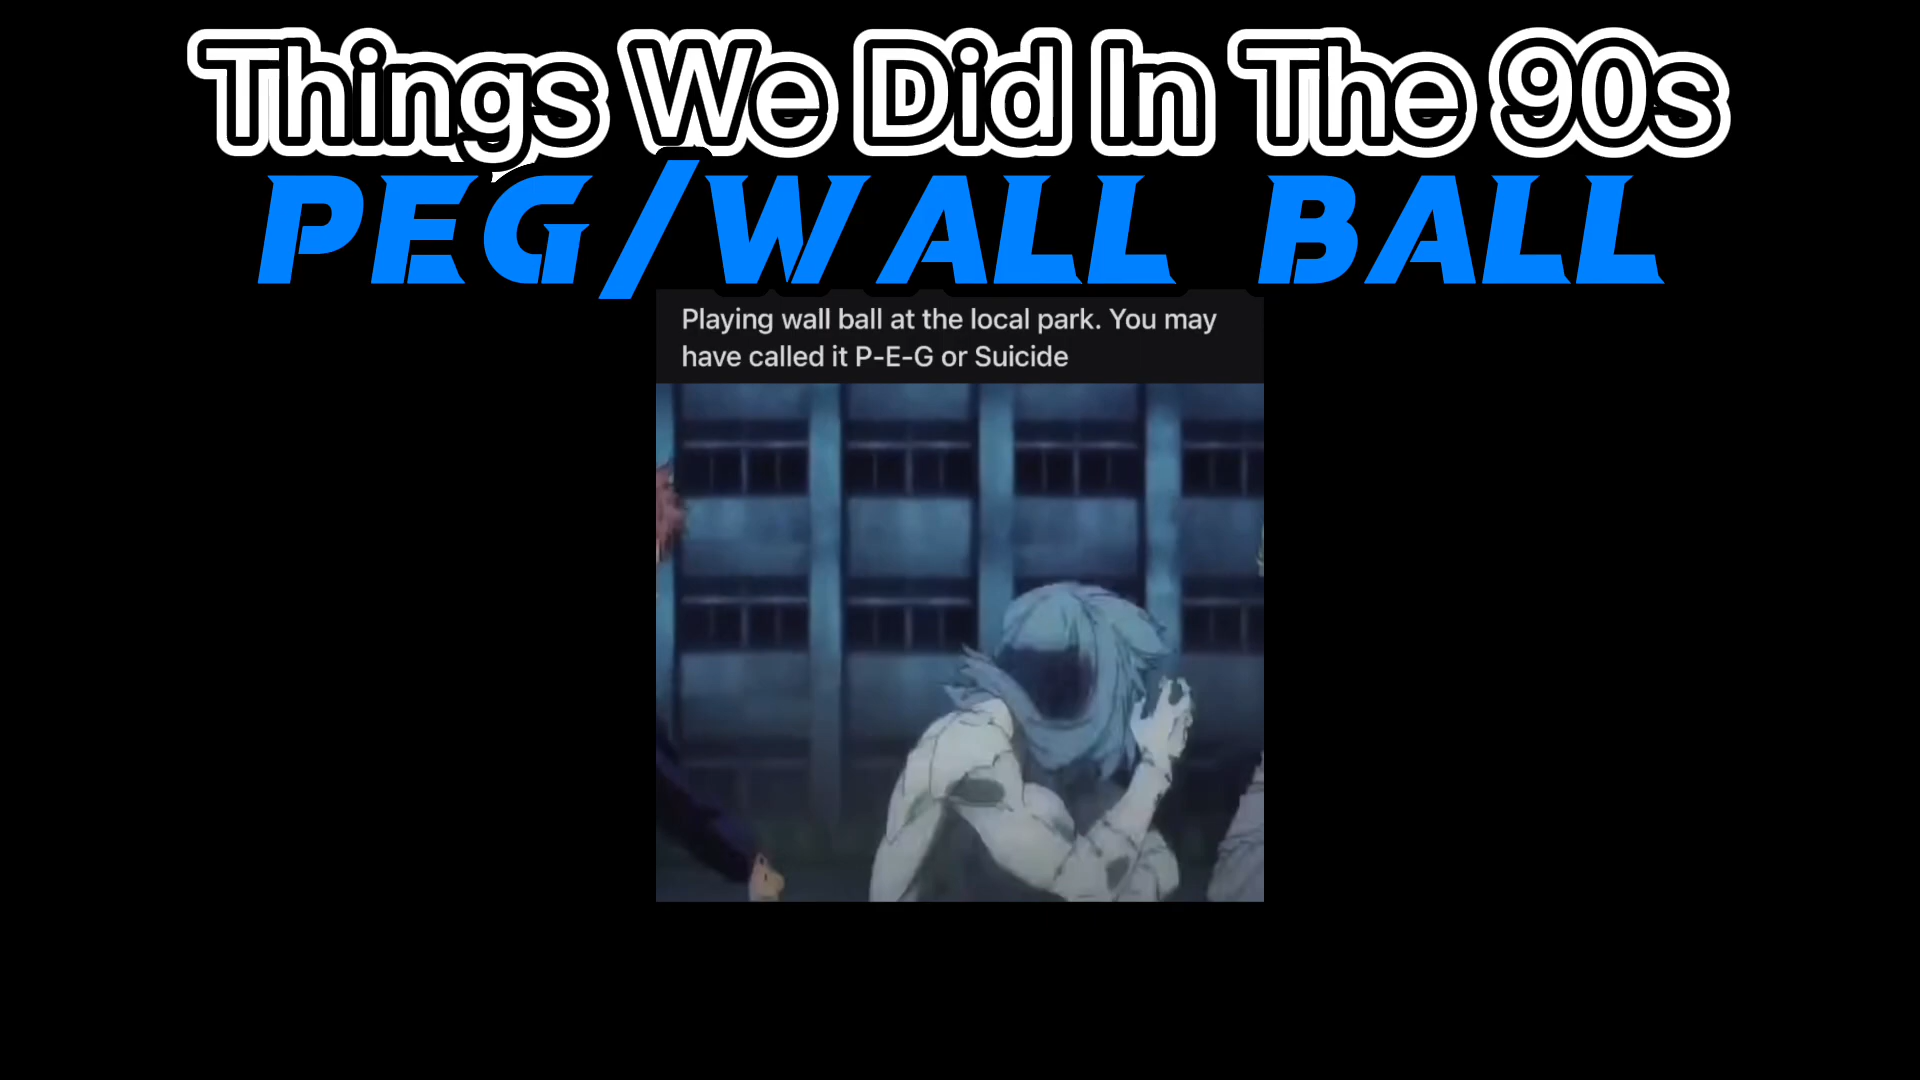 Things We Did In The 90s
PEG/WALL BALL
Playing wall ball at the local park. You may
have called it P-E-G or Suicide